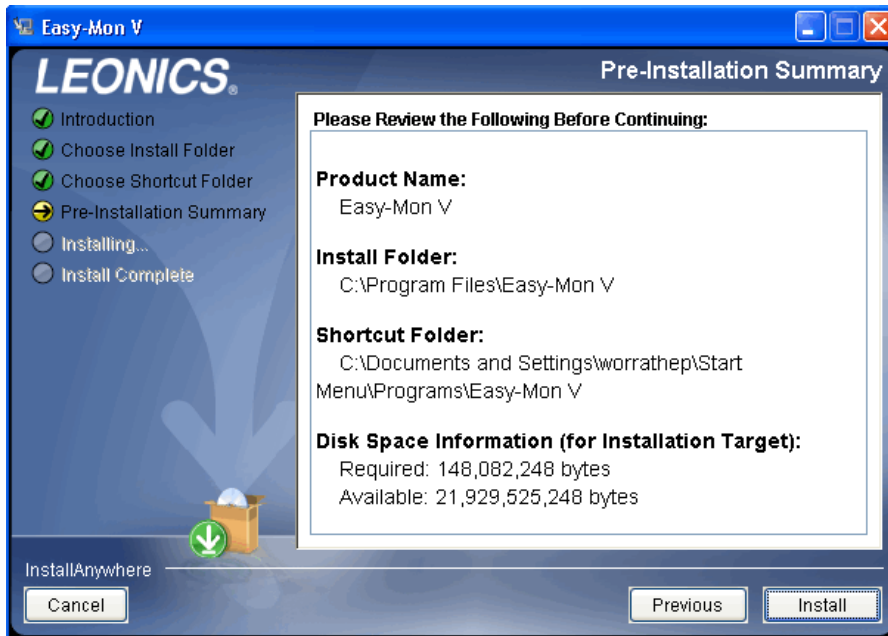 Easy-Mon V
LEONICS®
Pre-Installation Summary
Introduction
Choose Install Folder
Choose Shortcut Folder
Pre-Installation Summary
Installing...
Install Complete
Please Review the Following Before Continuing:
Product Name:
Easy-Mon V
Install Folder:
C:\Program Files\Easy-Mon V
Shortcut Folder:
C:\Documents and Settings\worrathep\Start
Menu\Programs\Easy-Mon V
Disk Space Information (for Installation Target):
Required: 148,082,248 bytes
Available: 21,929,525,248 bytes
InstallAnywhere
Cancel
Previous
Install